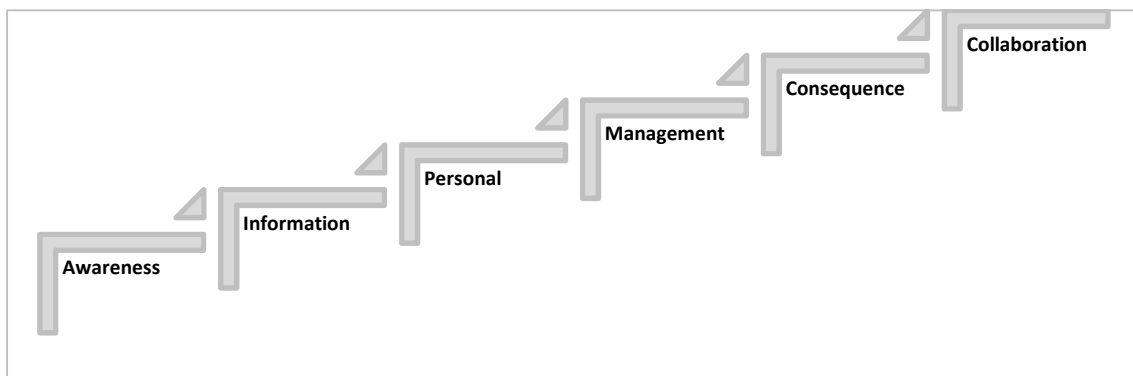 Collaboration
Consequence
Management
Personal
Information
Awareness